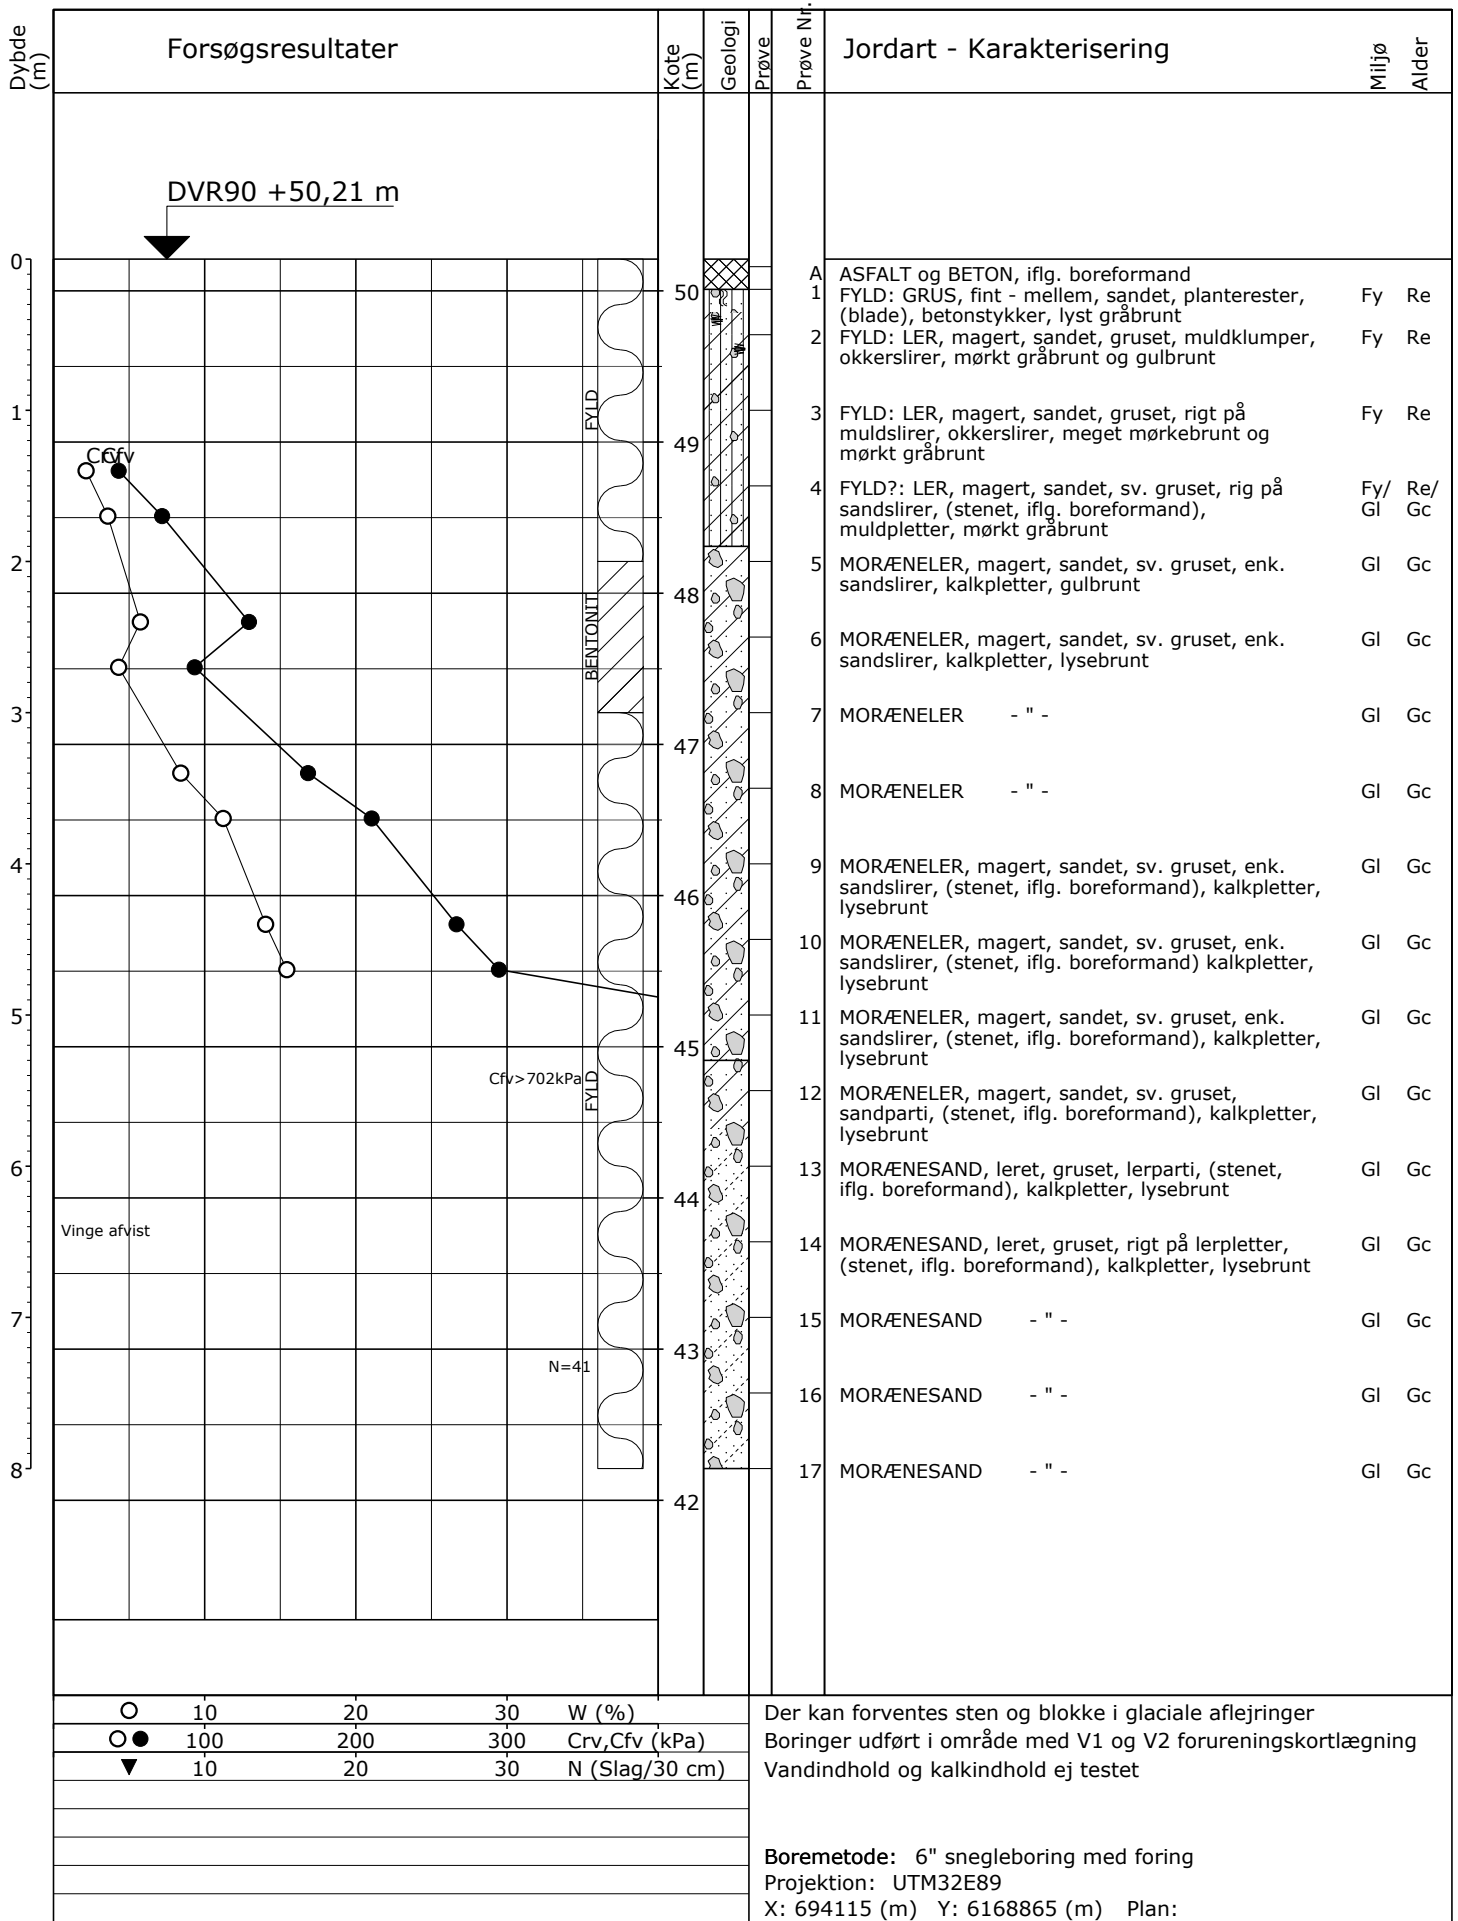 Dybde (m)
Forsøgsresultater
Kote (m)
Geologi
Prøve
Prøve Nr.
Jordart - Karakterisering
Miljø
Alder
DVR90 +50,21 m
0
1
2
3
4
5
6
7
8
50
49
48
47
46
45
44
43
42
Crv
Cfv
FYLD
BENTONIT
FYLD
Cfv>702kPa
Vinge afvist
N=41
A ASFALT og BETON, iflg. boreformand
1 FYLD: GRUS, fint - mellem, sandet, planterester, Fy Re
(blade), betonstykker, lyst gråbrunt
2 FYLD: LER, magert, sandet, gruset, muldklumper, Fy Re
okkerslirer, mørkt gråbrunt og gulbrunt
3 FYLD: LER, magert, sandet, gruset, rigt på Fy Re
muldslirer, okkerslirer, meget mørkebrunt og
mørkt gråbrunt
4 FYLD?: LER, magert, sandet, sv. gruset, rig på Fy/ Re/
sandslirer, (stenet, iflg. boreformand), Gl Gc
muldpletter, mørkt gråbrunt
5 MORÆNELER, magert, sandet, sv. gruset, enk. Gl Gc
sandslirer, kalkpletter, gulbrunt
6 MORÆNELER, magert, sandet, sv. gruset, enk. Gl Gc
sandslirer, kalkpletter, lysebrunt
7 MORÆNELER - " - Gl Gc
8 MORÆNELER - " - Gl Gc
9 MORÆNELER, magert, sandet, sv. gruset, enk. Gl Gc
sandslirer, (stenet, iflg. boreformand), kalkpletter,
lysebrunt
10 MORÆNELER, magert, sandet, sv. gruset, enk. Gl Gc
sandslirer, (stenet, iflg. boreformand) kalkpletter,
lysebrunt
11 MORÆNELER, magert, sandet, sv. gruset, enk. Gl Gc
sandslirer, (stenet, iflg. boreformand), kalkpletter,
lysebrunt
12 MORÆNELER, magert, sandet, sv. gruset, Gl Gc
sandparti, (stenet, iflg. boreformand), kalkpletter,
lysebrunt
13 MORÆNESAND, leret, gruset, lerparti, (stenet, Gl Gc
iflg. boreformand), kalkpletter, lysebrunt
14 MORÆNESAND, leret, gruset, rigt på lerpletter, Gl Gc
(stenet, iflg. boreformand), kalkpletter, lysebrunt
15 MORÆNESAND - " - Gl Gc
16 MORÆNESAND - " - Gl Gc
17 MORÆNESAND - " - Gl Gc
10 20 30 W (%)
100 200 300 Crv,Cfv (kPa)
10 20 30 N (Slag/30 cm)
Der kan forventes sten og blokke i glaciale aflejringer
Boringer udført i område med V1 og V2 forureningskortlægning
Vandindhold og kalkindhold ej testet
Boremetode: 6" snegleboring med foring
Projektion: UTM32E89
X: 694115 (m) Y: 6168865 (m) Plan: